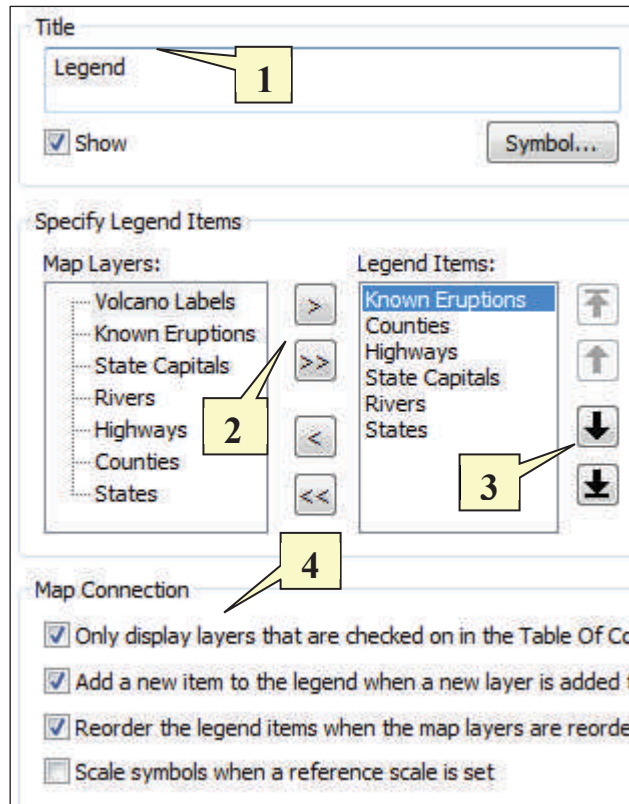 Title
Legend
1
Show
Symbol...
Specify Legend Items
Map Layers:
Legend Items:
Volcano Labels
Known Eruptions
State Capitals
Rivers
Highways
Counties
States
>
>>
<
<<
2
Known Eruptions
Counties
Highways
State Capitals
Rivers
States
3
4
Map Connection
Only display layers that are checked on in the Table Of
Add a new item to the legend when a new layer is added
Reorder the legend items when the map layers are
Scale symbols when a reference scale is set